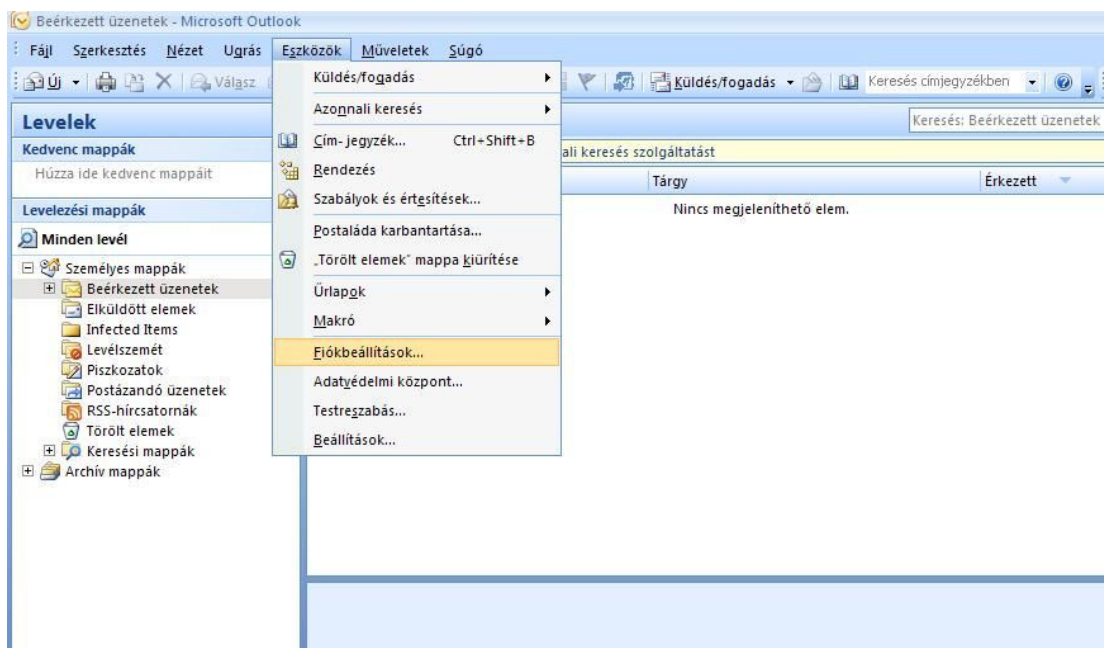 Beérkezett üzenetek - Microsoft Outlook
Fájl Szerkesztés Nézet Ugrás Eszközök Műveletek Súgó
Új Válasz Küldés/fogadás Keresés címjegyzékben
Levelek
Keresés: Beérkezett üzenetek
Kedvenc mappák
Húzza ide kedvenc mappáit
Levelezési mappák
Minden levél
Személyes mappák
Beérkezett üzenetek
Elküldött elemek
Infected Items
Levélszemét
Piszkozatok
Postázandó üzenetek
RSS-hírcsatornák
Törölt elemek
Keresési mappák
Archív mappák
Küldés/fogadás
Azonnali keresés
Cím- jegyzék... Ctrl+Shift+B
Rendezés
Szabályok és értesítések...
Postaláda karbantartása...
„Törölt elemek” mappa kiürítése
Űrlapok
Makró
Fiókbeállítások...
Adatvédelmi központ...
Testreszabás...
Beállítások...
ali keresés szolgáltatást
Tárgy Érkezett
Nincs megjeleníthető elem.